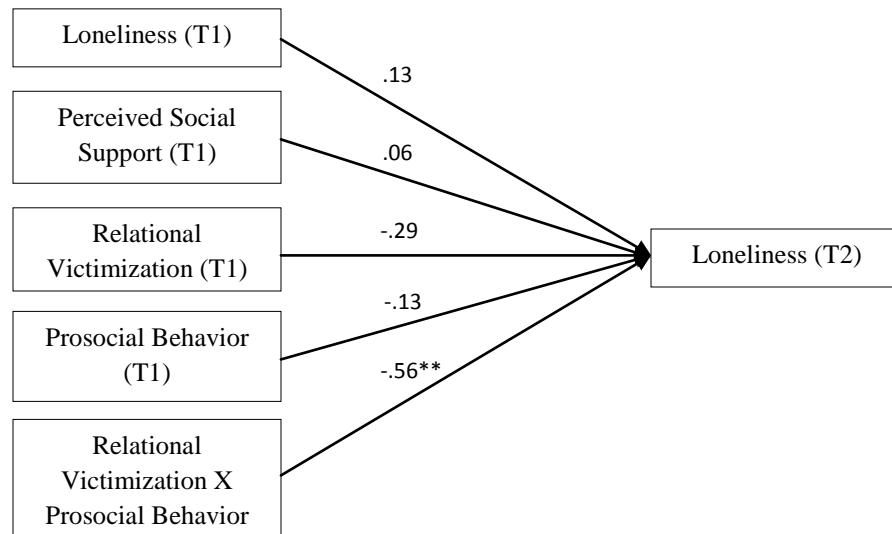 Loneliness (T1)
.13
Perceived Social
Support (T1)
.06
Relational
Victimization (T1)
-.29
Loneliness (T2)
Prosocial Behavior
(T1)
-.13
-.56**
Relational
Victimization X
Prosocial Behavior